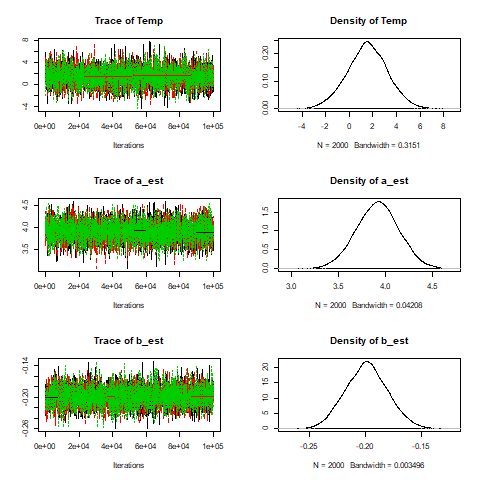 Trace of Temp
8
4
0
-4
0e+00 2e+04 4e+04 6e+04 8e+04 1e+05
Iterations
Density of Temp
0.20
0.10
0.00
-4 -2 0 2 4 6 8
N = 2000 Bandwidth = 0.3151
Trace of a_est
4.5
4.0
3.5
0e+00 2e+04 4e+04 6e+04 8e+04 1e+05
Iterations
Density of a_est
1.5
1.0
0.5
0.0
3.0 3.5 4.0 4.5
N = 2000 Bandwidth = 0.04208
Trace of b_est
-0.14
-0.20
-0.26
0e+00 2e+04 4e+04 6e+04 8e+04 1e+05
Iterations
Density of b_est
20
15
10
5
0
-0.25 -0.20 -0.15
N = 2000 Bandwidth = 0.003496